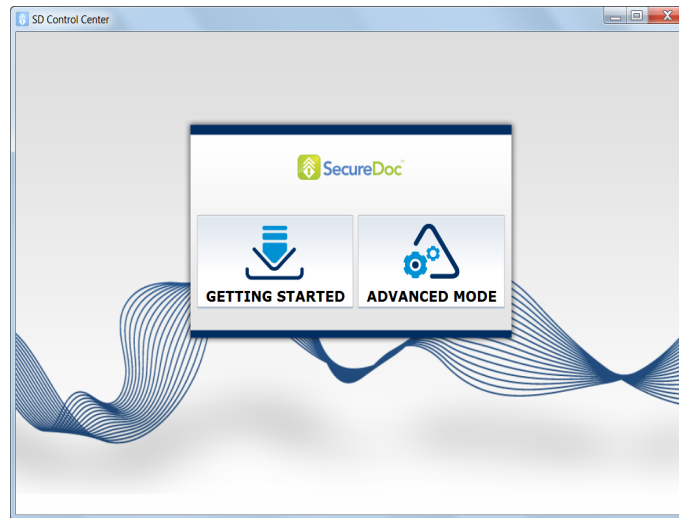 SD Control Center
SecureDoc
GETTING STARTED
ADVANCED MODE